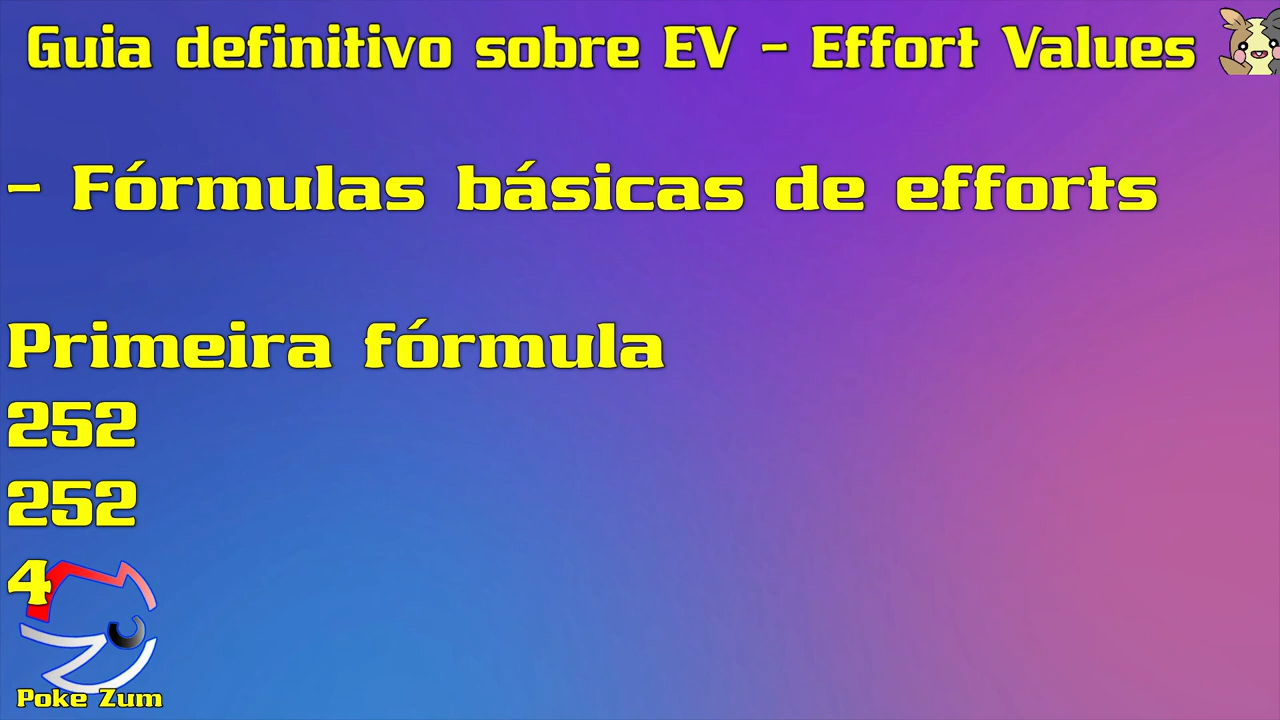 Guia definitivo sobre EV - Effort Values
- Fórmulas básicas de efforts
Primeira fórmula
252
252
4
Poke Zum